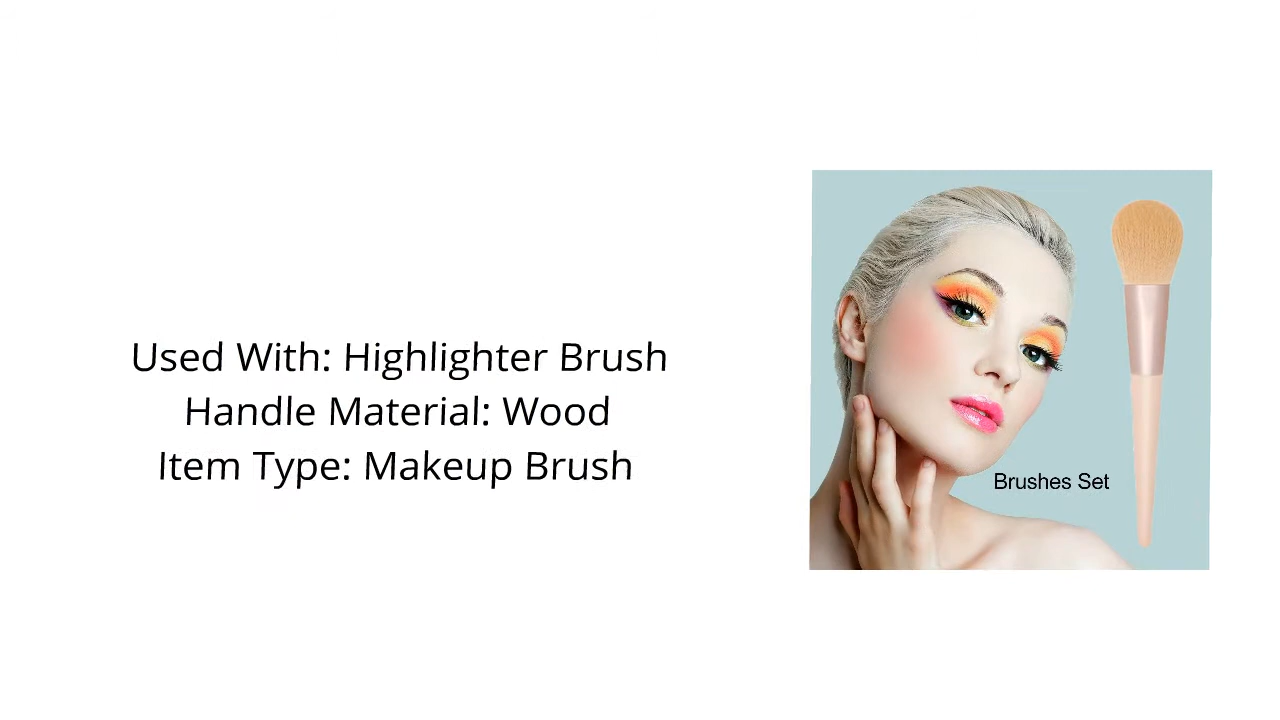 Used With: Highlighter Brush
Handle Material: Wood
Item Type: Makeup Brush
Brushes Set